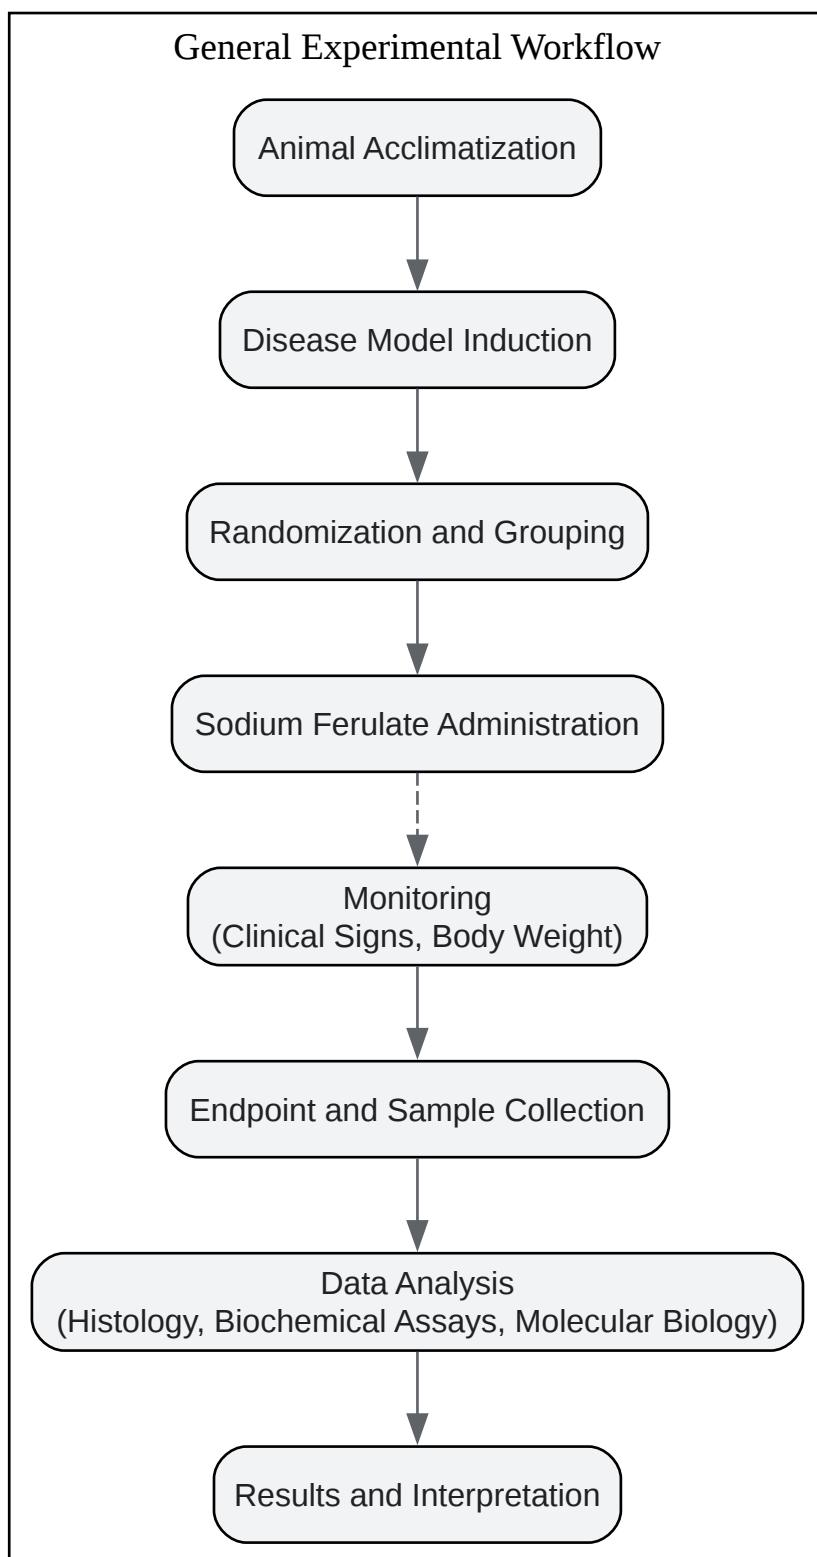 General Experimental Workflow
Animal Acclimatization
Disease Model Induction
Randomization and Grouping
Sodium Ferulate Administration
Monitoring
(Clinical Signs, Body Weight)
Endpoint and Sample Collection
Data Analysis
(Histology, Biochemical Assays, Molecular Biology)
Results and Interpretation